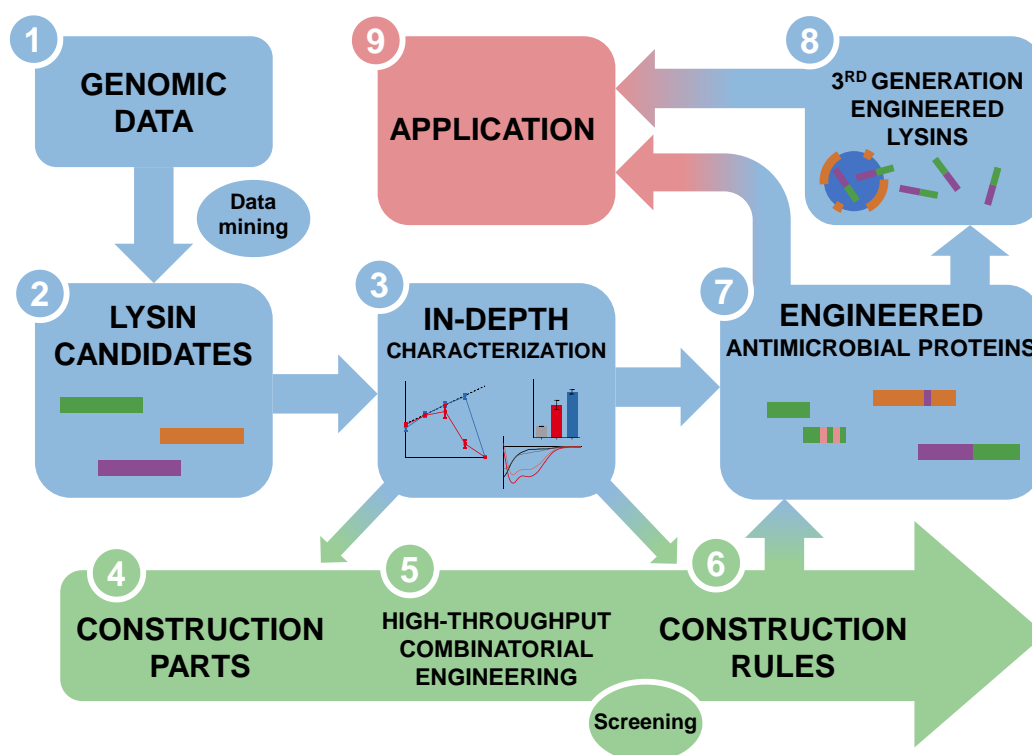 1
GENOMIC
DATA
Data
mining
2
LYSIN
CANDIDATES
3
IN-DEPTH
CHARACTERIZATION
4
CONSTRUCTION
PARTS
5
HIGH-THROUGHPUT
COMBINATORIAL
ENGINEERING
Screening
6
CONSTRUCTION
RULES
7
ENGINEERED
ANTIMICROBIAL PROTEINS
8
3RD GENERATION
ENGINEERED
LYSINS
9
APPLICATION